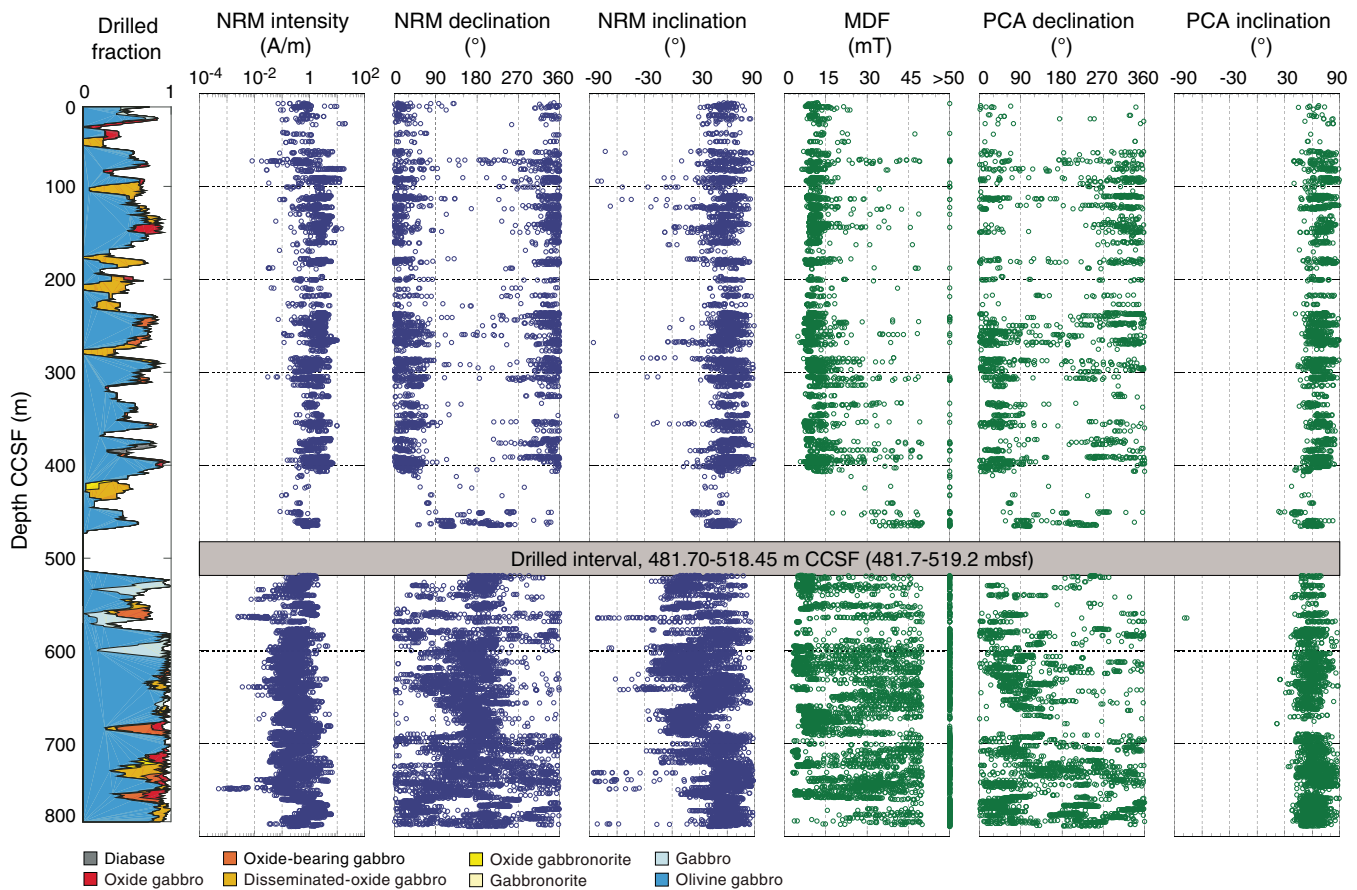 Drilled fraction
NRM intensity (A/m)
NRM declination (°)
NRM inclination (°)
MDF (mT)
PCA declination (°)
PCA inclination (°)
0 1
10-4 10-2 1 102
0 90 180 270 360
-90 -30 30 90
0 15 30 45 >50
0 90 180 270 360
-90 -30 30 90
Depth CCSF (m)
0
100
200
300
400
500
600
700
800
Drilled interval, 481.70-518.45 m CCSF (481.7-519.2 mbsf)
Diabase
Oxide gabbro
Oxide-bearing gabbro
Disseminated-oxide gabbro
Oxide gabbronorite
Gabbronorite
Gabbro
Olivine gabbro